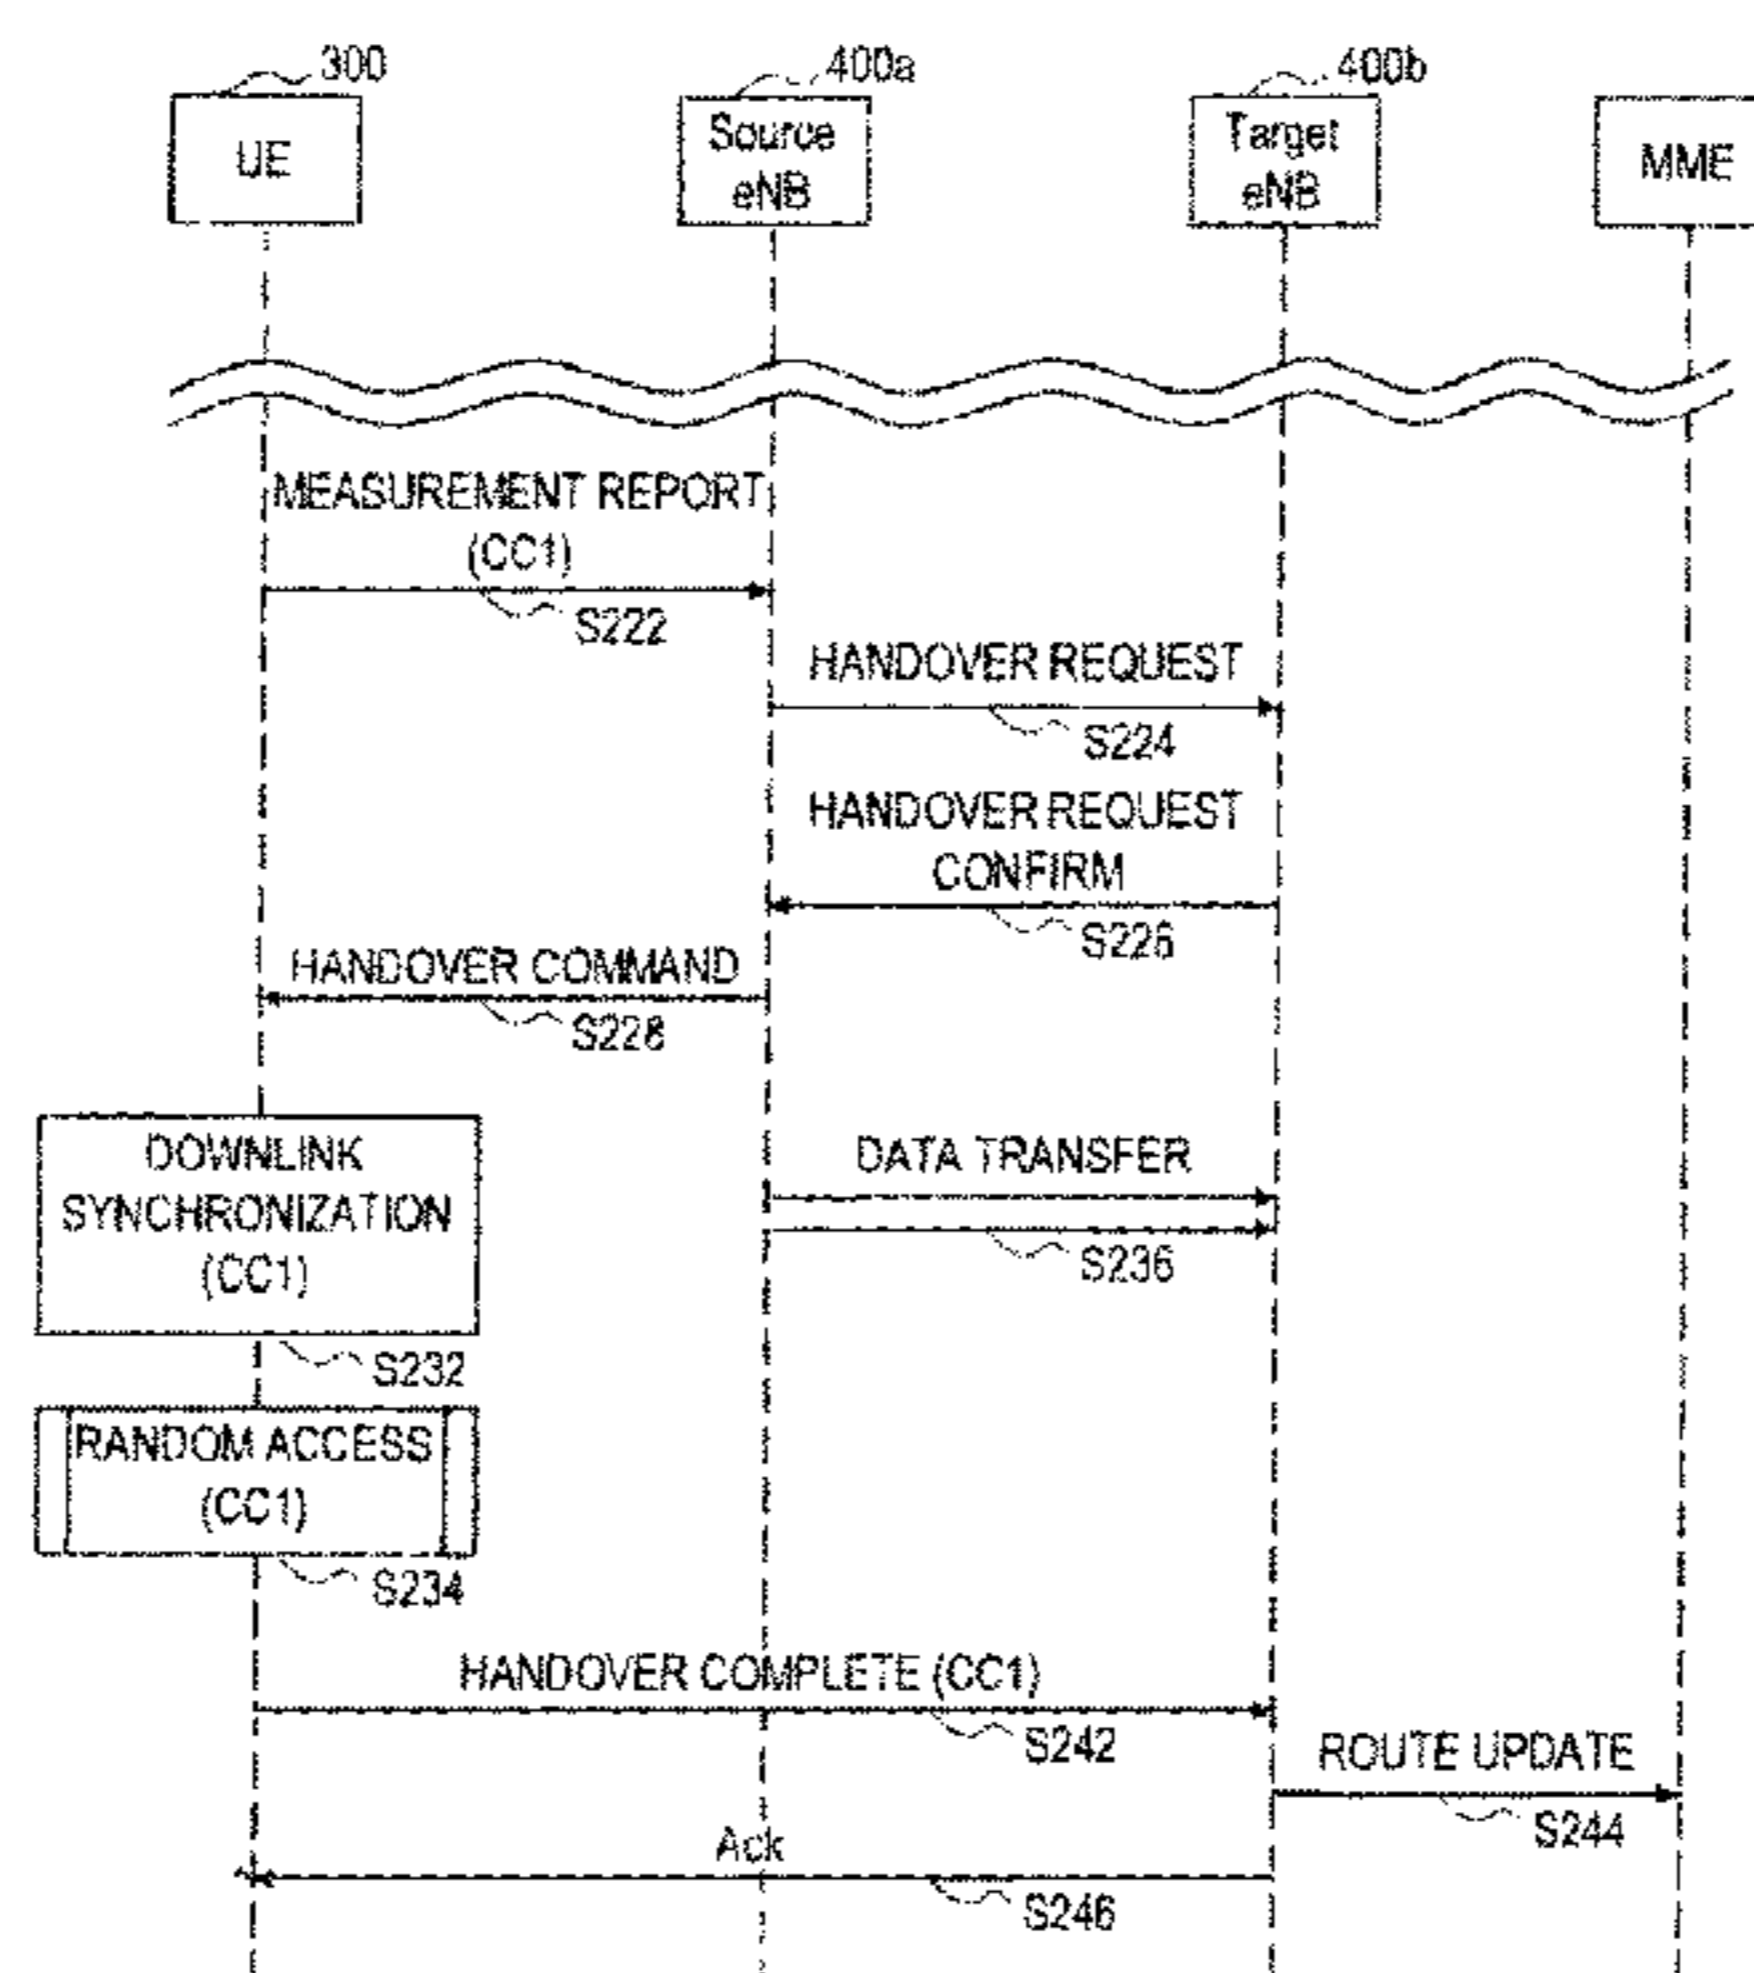 300
400a
400b
UE
Source
eNB
Target
eNB
MME
MEASUREMENT REPORT
(CC1)
S222
HANDOVER REQUEST
S224
HANDOVER REQUEST
CONFIRM
S226
HANDOVER COMMAND
S228
DOWNLINK
SYNCHRONIZATION
(CC1)
S232
DATA TRANSFER
S236
RANDOM ACCESS
(CC1)
S234
HANDOVER COMPLETE (CC1)
S242
ROUTE UPDATE
S244
Ack
S246